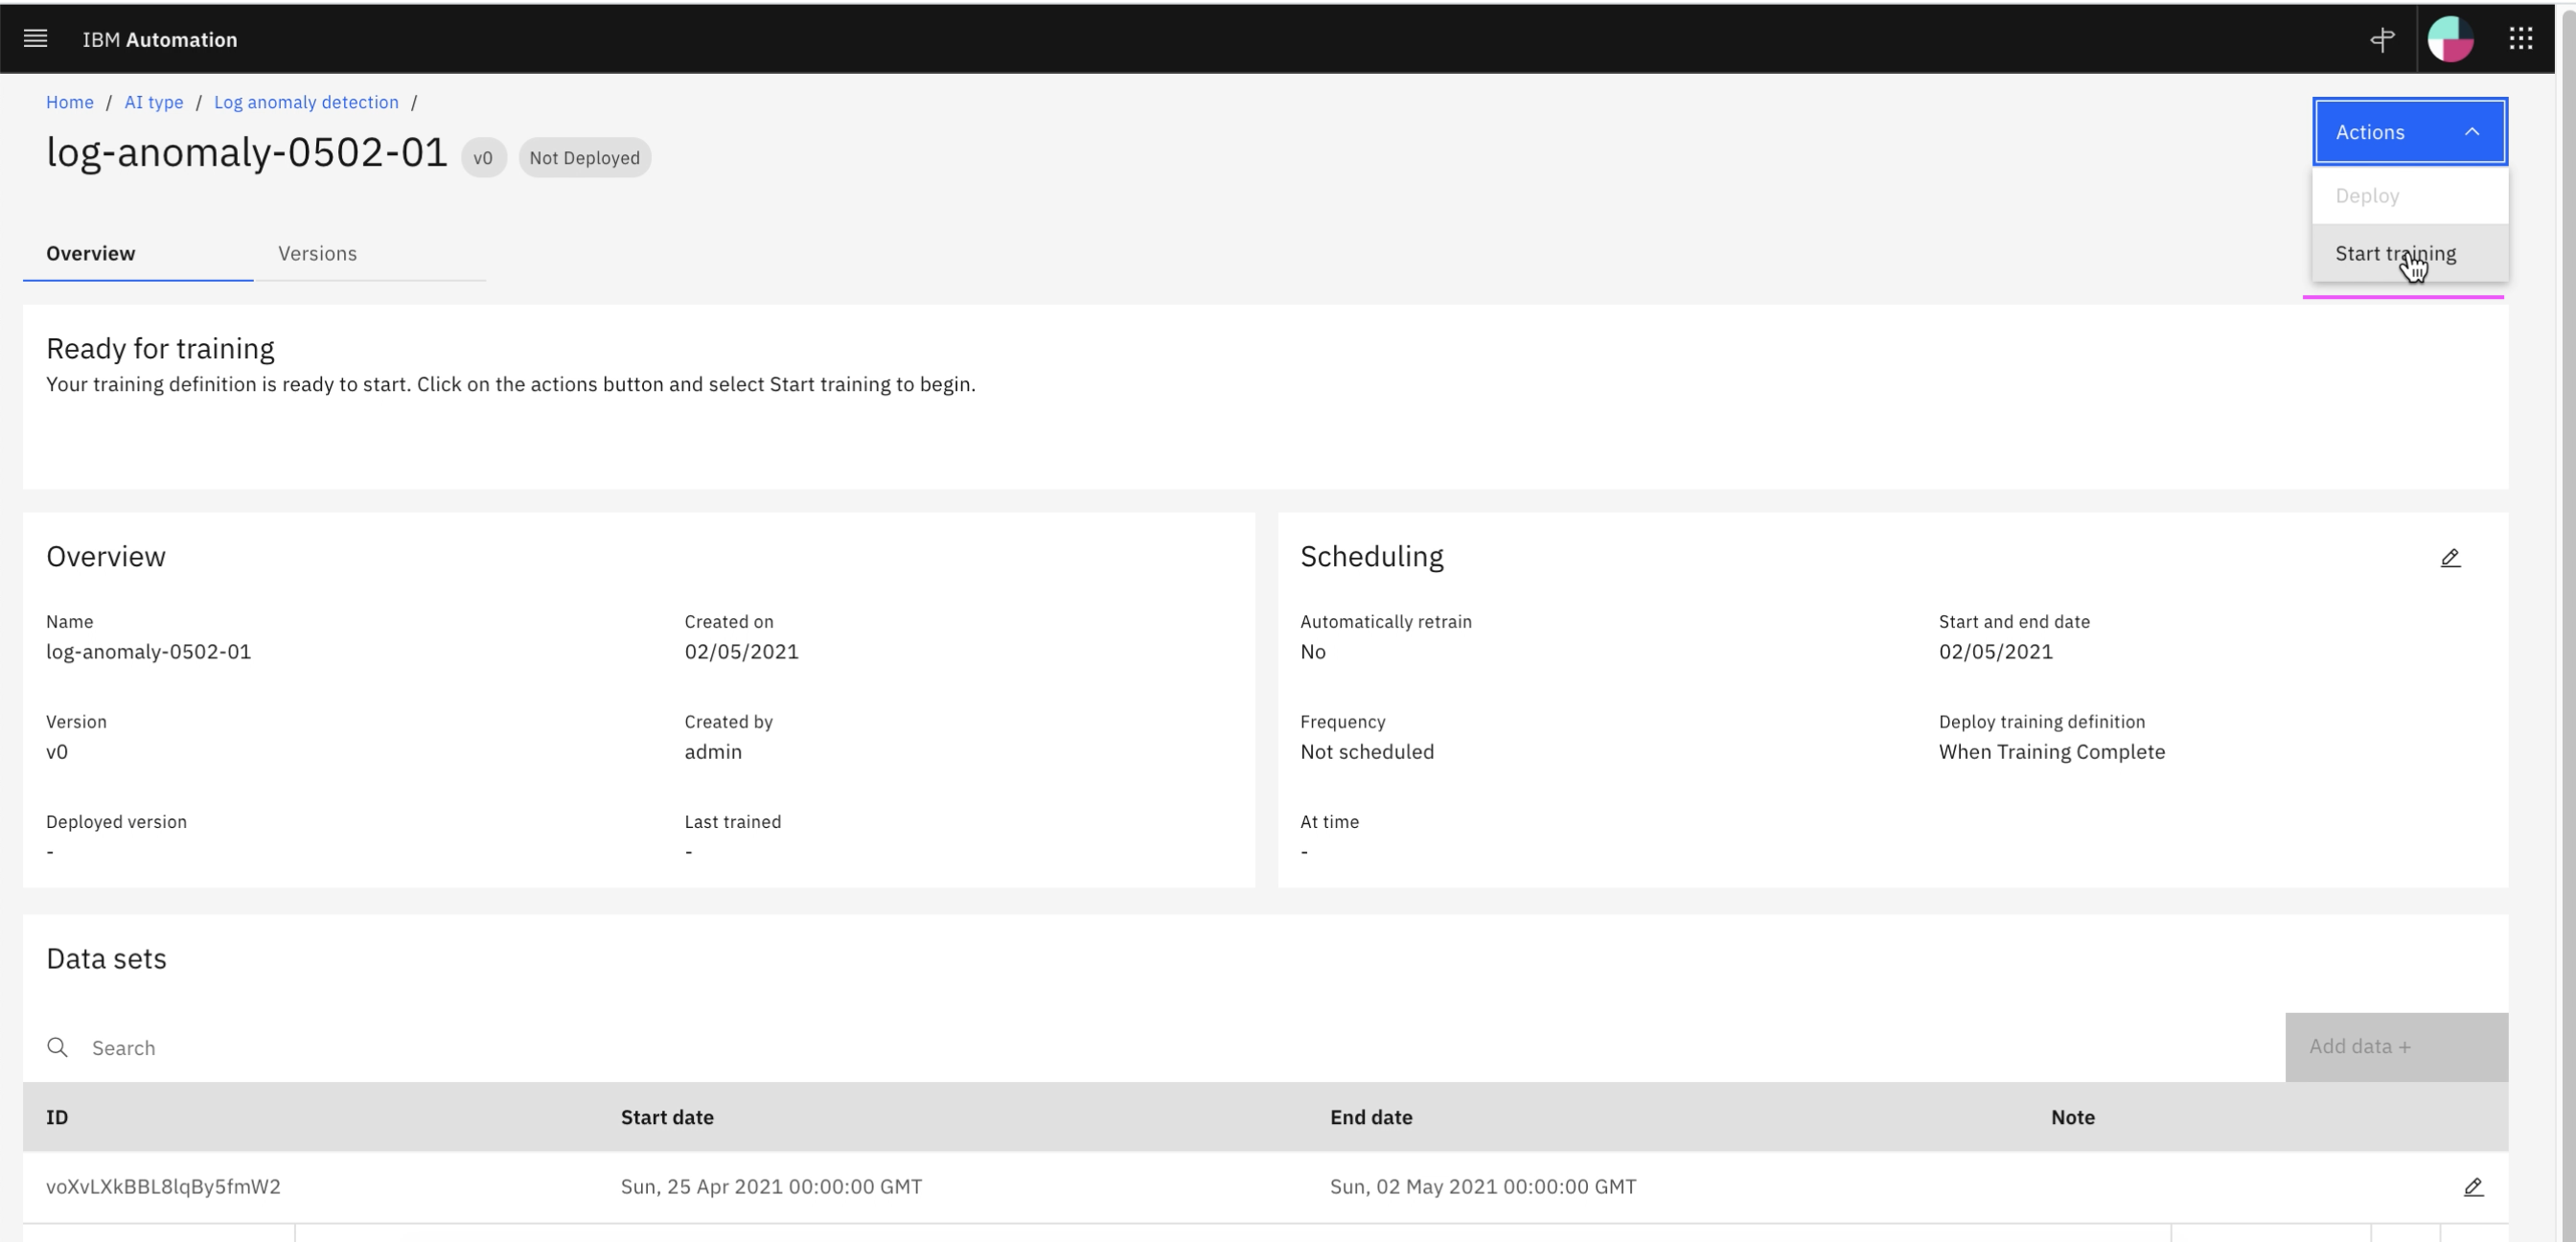 IBM Automation
Home / AI type / Log anomaly detection /
log-anomaly-0502-01 v0 Not Deployed
Actions
Deploy
Start training
Overview Versions
Ready for training
Your training definition is ready to start. Click on the actions button and select Start training to begin.
Overview
Name Created on
log-anomaly-0502-01 02/05/2021
Version Created by
v0 admin
Deployed version Last trained
- -
Scheduling
Automatically retrain Start and end date
No 02/05/2021
Frequency Deploy training definition
Not scheduled When Training Complete
At time
-
Data sets
Search Add data +
ID Start date End date Note
voXvLXkBBL8lqBy5fmW2 Sun, 25 Apr 2021 00:00:00 GMT Sun, 02 May 2021 00:00:00 GMT